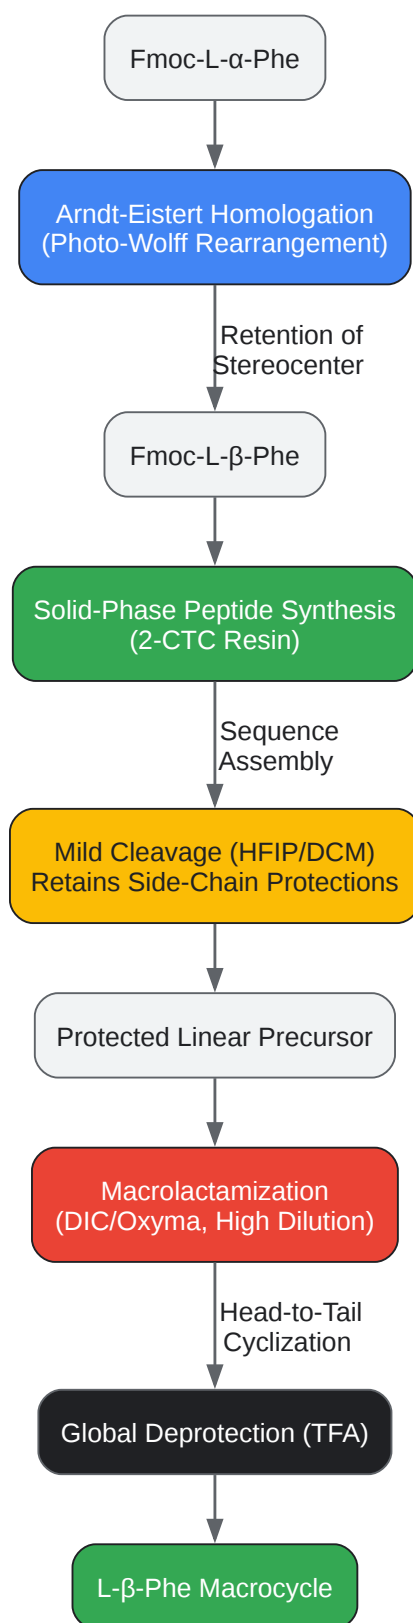 Fmoc-L-α-Phe
Arndt-Eistert Homologation
(Photo-Wolff Rearrangement)
Retention of
Stereocenter
Fmoc-L-β-Phe
Solid-Phase Peptide Synthesis
(2-CTC Resin)
Sequence
Assembly
Mild Cleavage (HFIP/DCM)
Retains Side-Chain Protections
Protected Linear Precursor
Macrolactamization
(DIC/Oxyma, High Dilution)
Head-to-Tail
Cyclization
Global Deprotection (TFA)
L-β-Phe Macrocycle